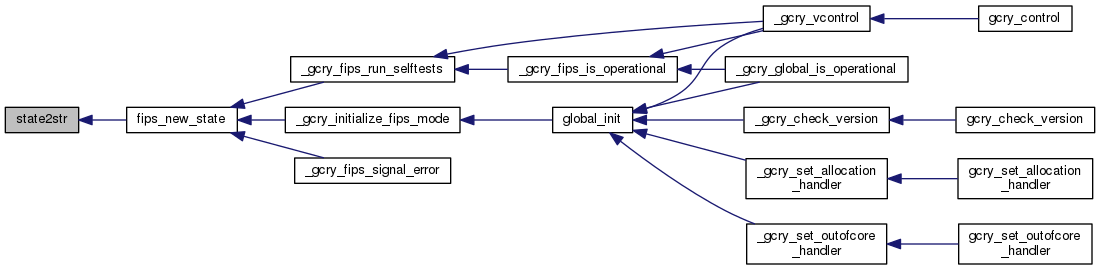 _gcry_vcontrol
gcry_control
_gcry_fips_run_selftests
_gcry_fips_is_operational
_gcry_global_is_operational
state2str
fips_new_state
_gcry_initialize_fips_mode
global_init
_gcry_check_version
gcry_check_version
_gcry_fips_signal_error
_gcry_set_allocation
_handler
gcry_set_allocation
_handler
_gcry_set_outofcore
_handler
gcry_set_outofcore
_handler